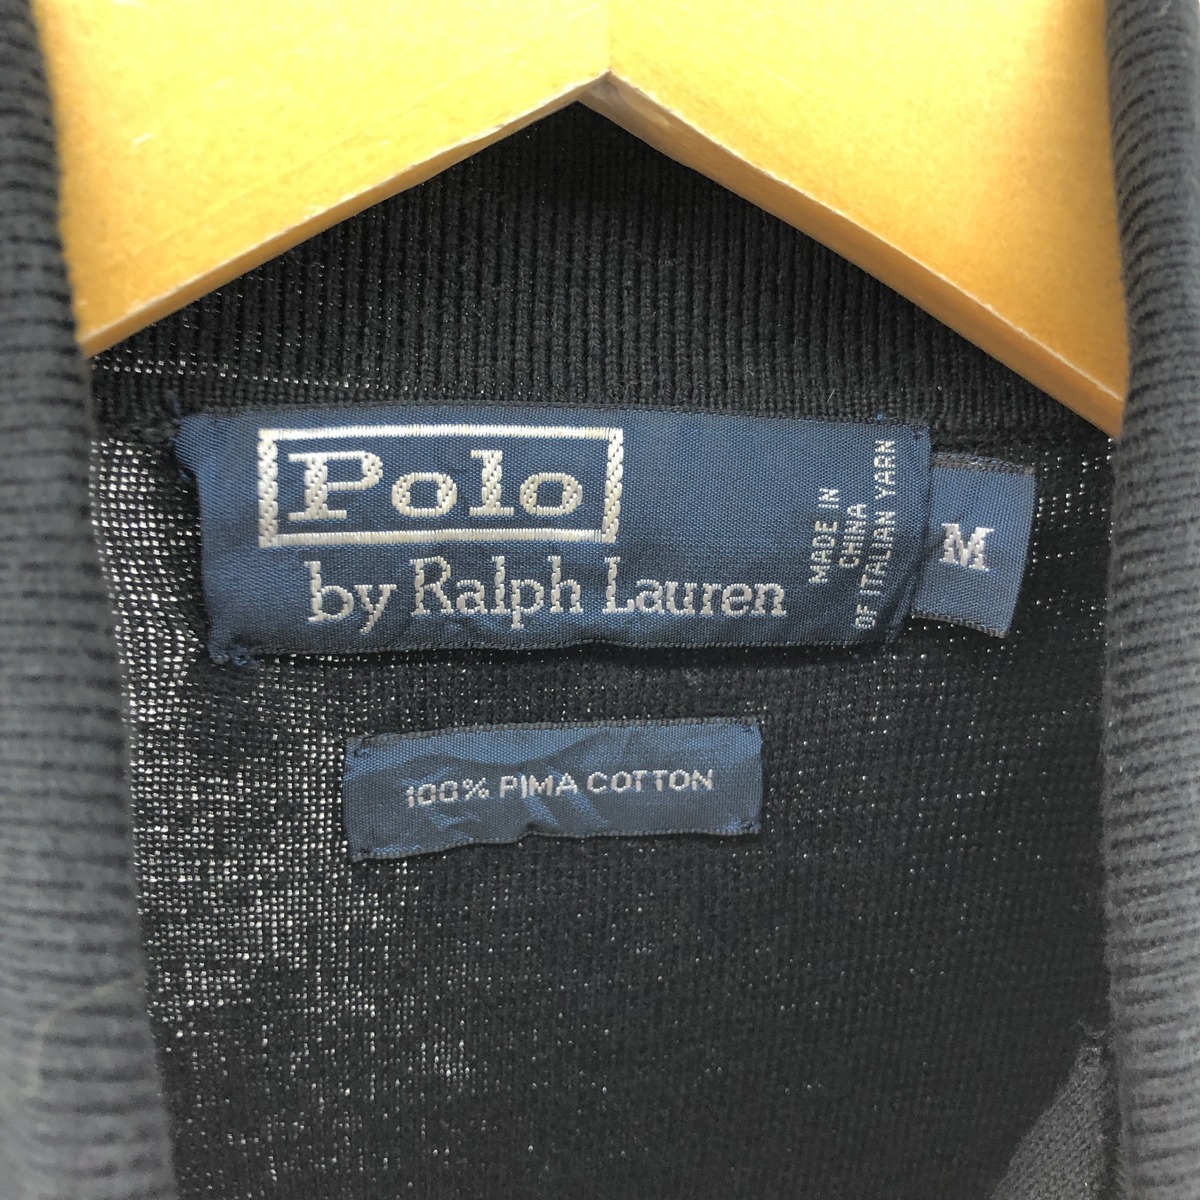 Polo
by Ralph Lauren
MADE IN
CHINA
OF ITALIAN YARN
M
100% PIMA COTTON